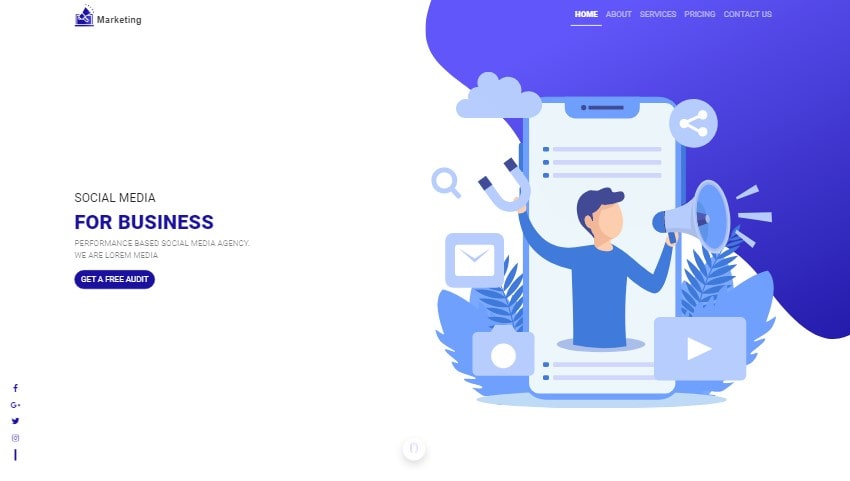 Marketing
HOME ABOUT SERVICES PRICING CONTACT US
SOCIAL MEDIA
FOR BUSINESS
PERFORMANCE BASED SOCIAL MEDIA AGENCY.
WE ARE LOREM MEDIA
GET A FREE AUDIT
G+